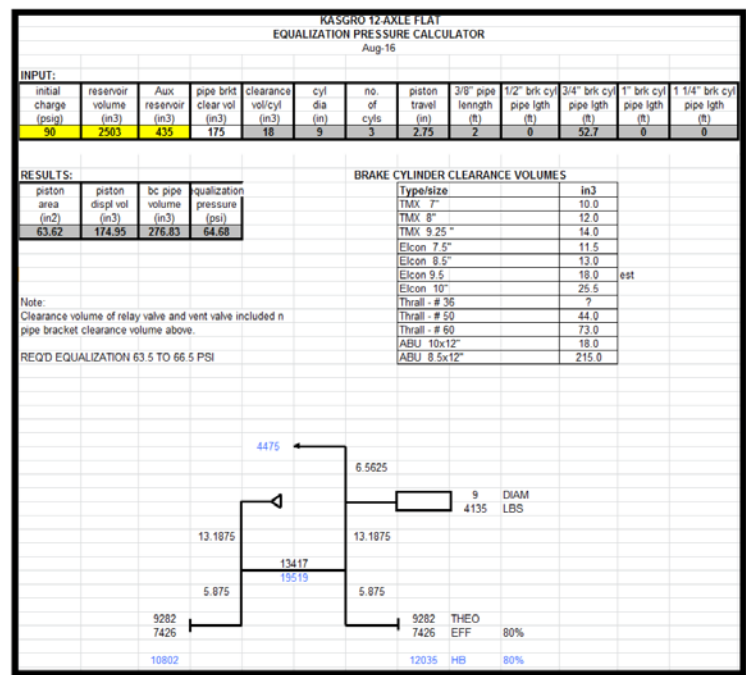 KASGRO 12-AXLE FLAT
EQUALIZATION PRESSURE CALCULATOR
Aug-16
INPUT:
initial reservoir Aux pipe brkt clearance cyl no. piston 3/8" pipe 1/2" brk cyl 3/4" brk cyl 1" brk cyl 1 1/4" brk cyl
charge volume reservoir clear vol vol/cyl dia of travel lenngth pipe lgth pipe lgth pipe lgth pipe lgth
(psig) (in3) (in3) (in3) (in3) (in) cyls (in) (ft) (ft) (ft) (ft) (ft)
90 2503 435 175 18 9 3 2.75 2 0 52.7 0 0
RESULTS:
piston piston bc pipe equalization
area displ vol volume pressure
(in2) (in3) (in3) (psi)
63.62 174.95 276.83 64.68
BRAKE CYLINDER CLEARANCE VOLUMES
Type/size in3
TMX 7" 10.0
TMX 8" 12.0
TMX 9.25 " 14.0
Elcon 7.5" 11.5
Elcon 8.5" 13.0
Elcon 9.5 18.0 est
Elcon 10" 25.5
Thrall - # 36 ?
Thrall - # 50 44.0
Thrall - # 60 73.0
ABU 10x12" 18.0
ABU 8.5x12" 215.0
Note:
Clearance volume of relay valve and vent valve included n
pipe bracket clearance volume above.
REQ'D EQUALIZATION 63.5 TO 66.5 PSI
4475
6.5625
9 DIAM
4135 LBS
13.1875 13.1875
13417
19519
5.875 5.875
9282 9282 THEO
7426 7426 EFF 80%
10802 12035 HB 80%